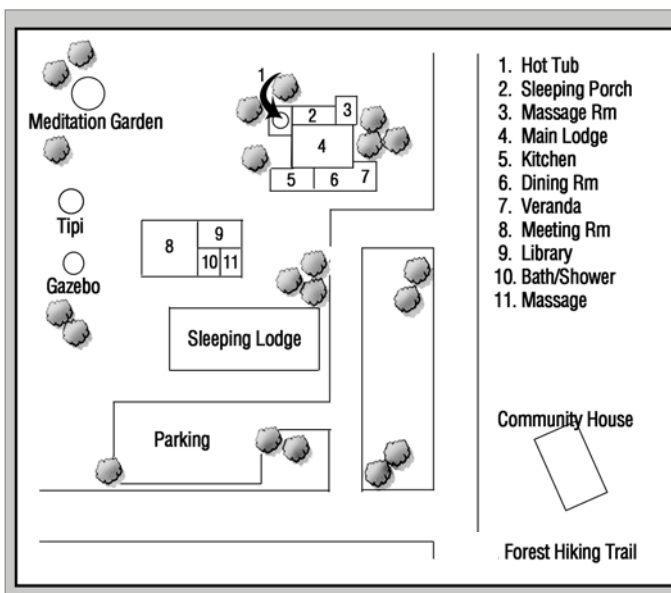 1
2
3
4
5
6
7
Meditation Garden
Tipi
Gazebo
8
9
10
11
Sleeping Lodge
Parking
1. Hot Tub
2. Sleeping Porch
3. Massage Rm
4. Main Lodge
5. Kitchen
6. Dining Rm
7. Veranda
8. Meeting Rm
9. Library
10. Bath/Shower
11. Massage
Community House
Forest Hiking Trail